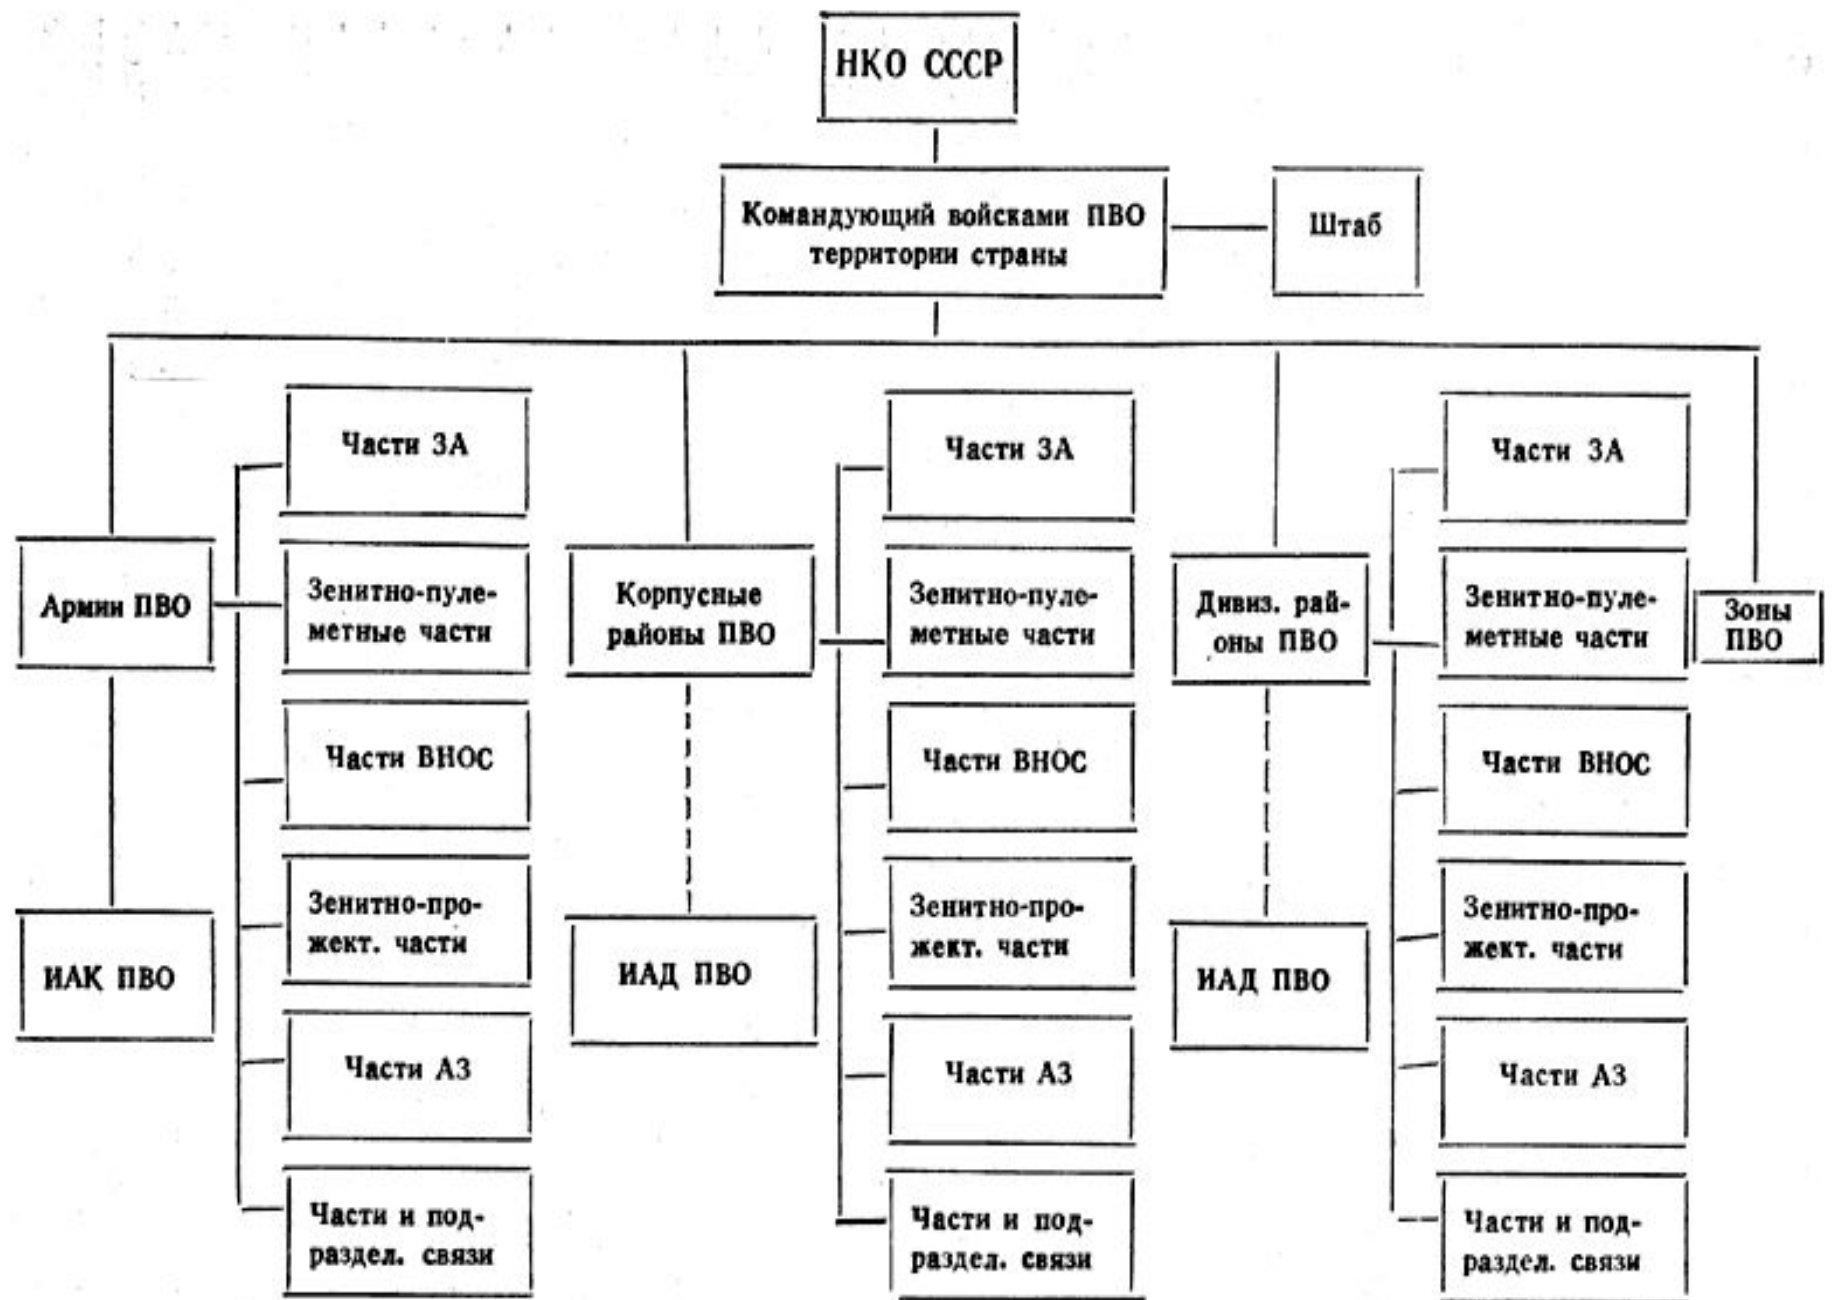 НКО СССР
Командующий войсками ПВО
территории страны
Штаб
Армии ПВО
ИАК ПВО
Части ЗА
Зенитно-пуле-
метные части
Части ВНОС
Зенитно-про-
жект. части
Части АЗ
Части и под-
раздел. связи
Корпусные
районы ПВО
ИАД ПВО
Части ЗА
Зенитно-пуле-
метные части
Части ВНОС
Зенитно-про-
жект. части
Части АЗ
Части и под-
раздел. связи
Дивиз. рай-
оны ПВО
ИАД ПВО
Части ЗА
Зенитно-пуле-
метные части
Части ВНОС
Зенитно-про-
жект. части
Части АЗ
Части и под-
раздел. связи
Зоны
ПВО